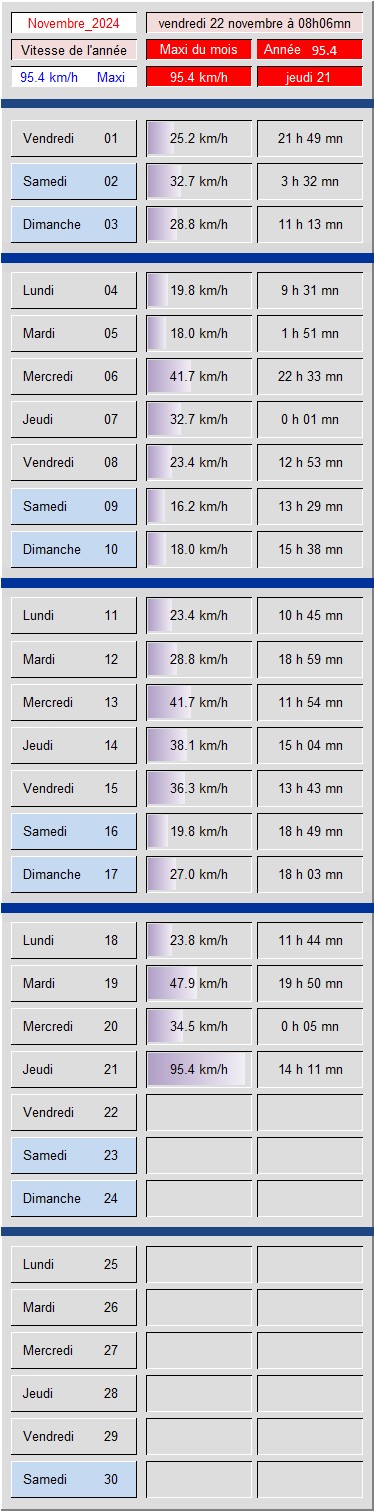 Novembre_2024 vendredi 22 novembre à 08h06mn
Vitesse de l'année Maxi du mois Année 95.4
95.4 km/h Maxi 95.4 km/h jeudi 21
Vendredi 01 25.2 km/h 21 h 49 mn
Samedi 02 32.7 km/h 3 h 32 mn
Dimanche 03 28.8 km/h 11 h 13 mn
Lundi 04 19.8 km/h 9 h 31 mn
Mardi 05 18.0 km/h 1 h 51 mn
Mercredi 06 41.7 km/h 22 h 33 mn
Jeudi 07 32.7 km/h 0 h 01 mn
Vendredi 08 23.4 km/h 12 h 53 mn
Samedi 09 16.2 km/h 13 h 29 mn
Dimanche 10 18.0 km/h 15 h 38 mn
Lundi 11 23.4 km/h 10 h 45 mn
Mardi 12 28.8 km/h 18 h 59 mn
Mercredi 13 41.7 km/h 11 h 54 mn
Jeudi 14 38.1 km/h 15 h 04 mn
Vendredi 15 36.3 km/h 13 h 43 mn
Samedi 16 19.8 km/h 18 h 49 mn
Dimanche 17 27.0 km/h 18 h 03 mn
Lundi 18 23.8 km/h 11 h 44 mn
Mardi 19 47.9 km/h 19 h 50 mn
Mercredi 20 34.5 km/h 0 h 05 mn
Jeudi 21 95.4 km/h 14 h 11 mn
Vendredi 22
Samedi 23
Dimanche 24
Lundi 25
Mardi 26
Mercredi 27
Jeudi 28
Vendredi 29
Samedi 30